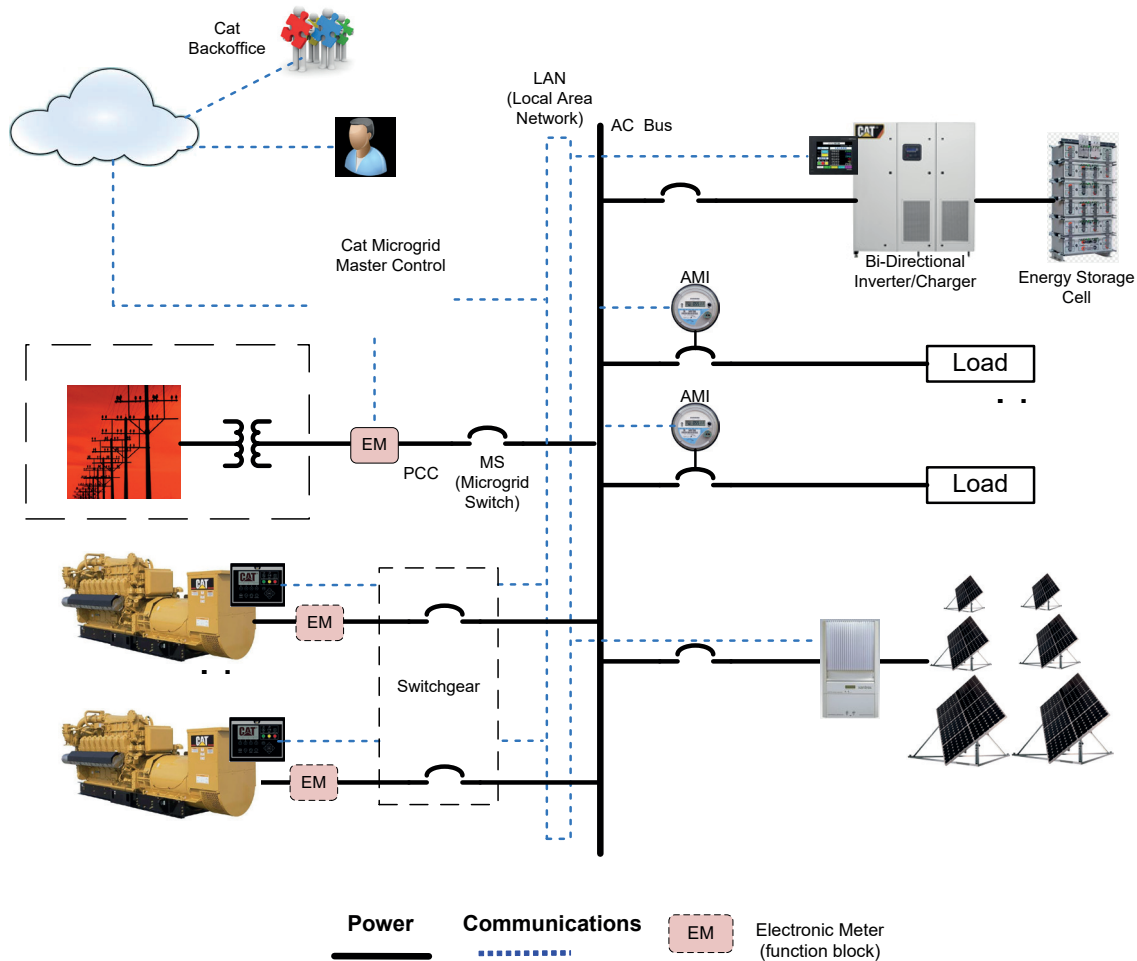 Cat
Backoffice
LAN
(Local Area
Network)
AC Bus
CAT
Cat Microgrid
Master Control
Bi-Directional
Inverter/Charger
Energy Storage
Cell
AMI
Load
. .
AMI
EM
PCC
MS
(Microgrid
Switch)
Load
CAT
CAT
EM
. .
Switchgear
CAT
CAT
EM
Power
Communications
EM
Electronic Meter
(function block)